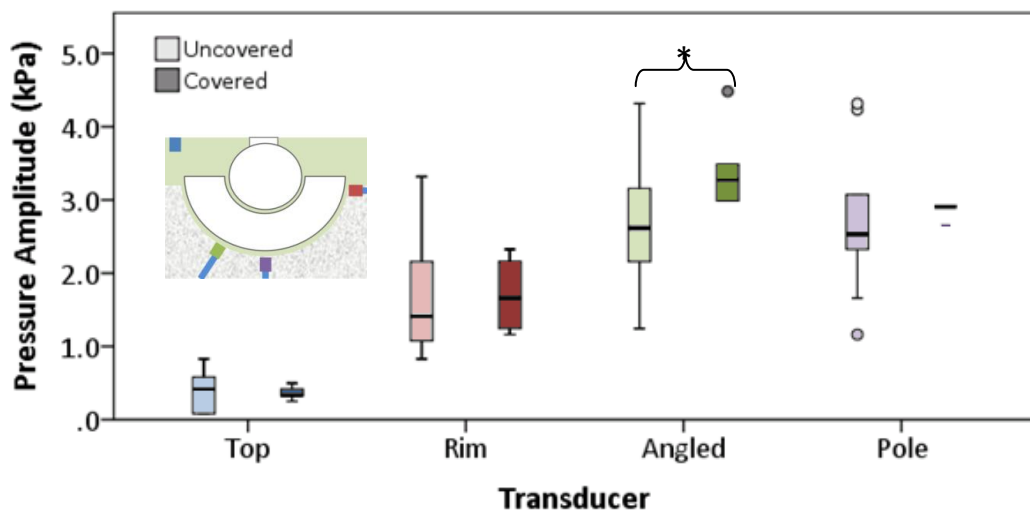 Pressure Amplitude (kPa)
5.0
4.0
3.0
2.0
1.0
.0
Uncovered
Covered
*
Top Rim Angled Pole
Transducer